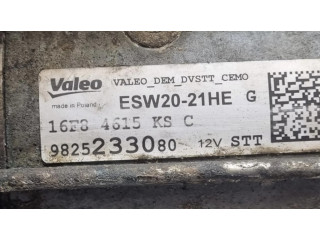 Valeo VALEO_DEM_DVSTT_CEMO
made in Poland ESW20-21HE G
16F8 4615 KS C
9825233080 12V STT